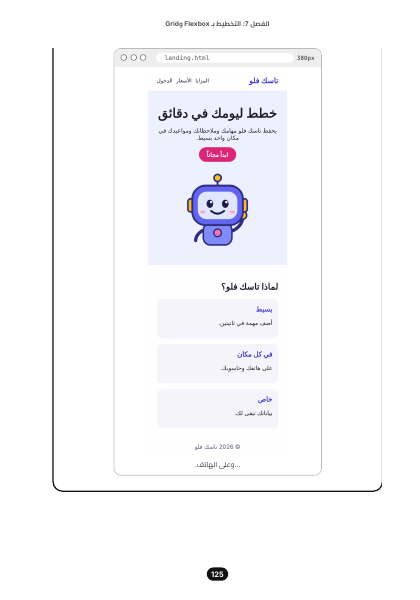 الفصل 7: التخطيط بـ Flexbox وGrid
landing.html
380px
تاسك فلو
المزايا الأسعار الدخول
خطط ليومك في دقائق
يحفظ تاسك فلو مهامك وملاحظاتك ومواعيدك في
مكان واحد بسيط.
ابدأ مجاناً
لماذا تاسك فلو؟
بسيط
أضف مهمة في ثانيتين.
في كل مكان
على هاتفك وحاسوبك.
خاص
بياناتك تبقى لك.
© 2026 تاسك فلو
...وعلى الهاتف.
125